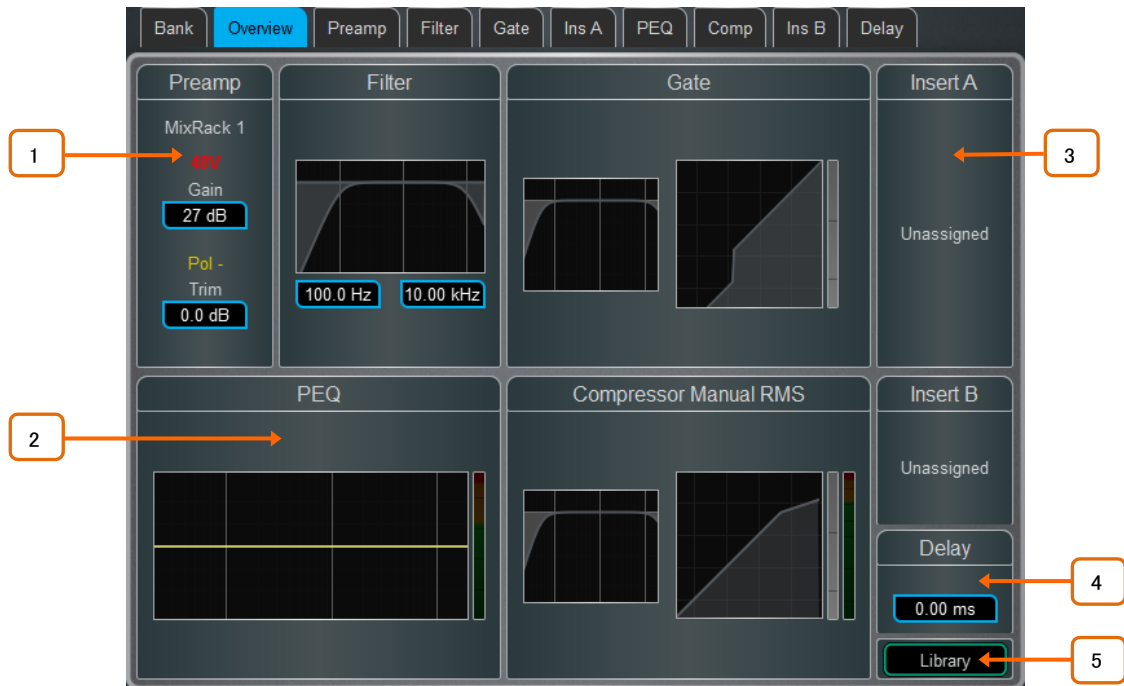 Bank Overview Preamp Filter Gate Ins A PEQ Comp Ins B Delay
Preamp
MixRack 1
48V
Gain
27 dB
Pol -
Trim
0.0 dB
Filter
100.0 Hz 10.00 kHz
Gate
Insert A
Unassigned
PEQ
Compressor Manual RMS
Insert B
Unassigned
Delay
0.00 ms
Library
1
2
3
4
5